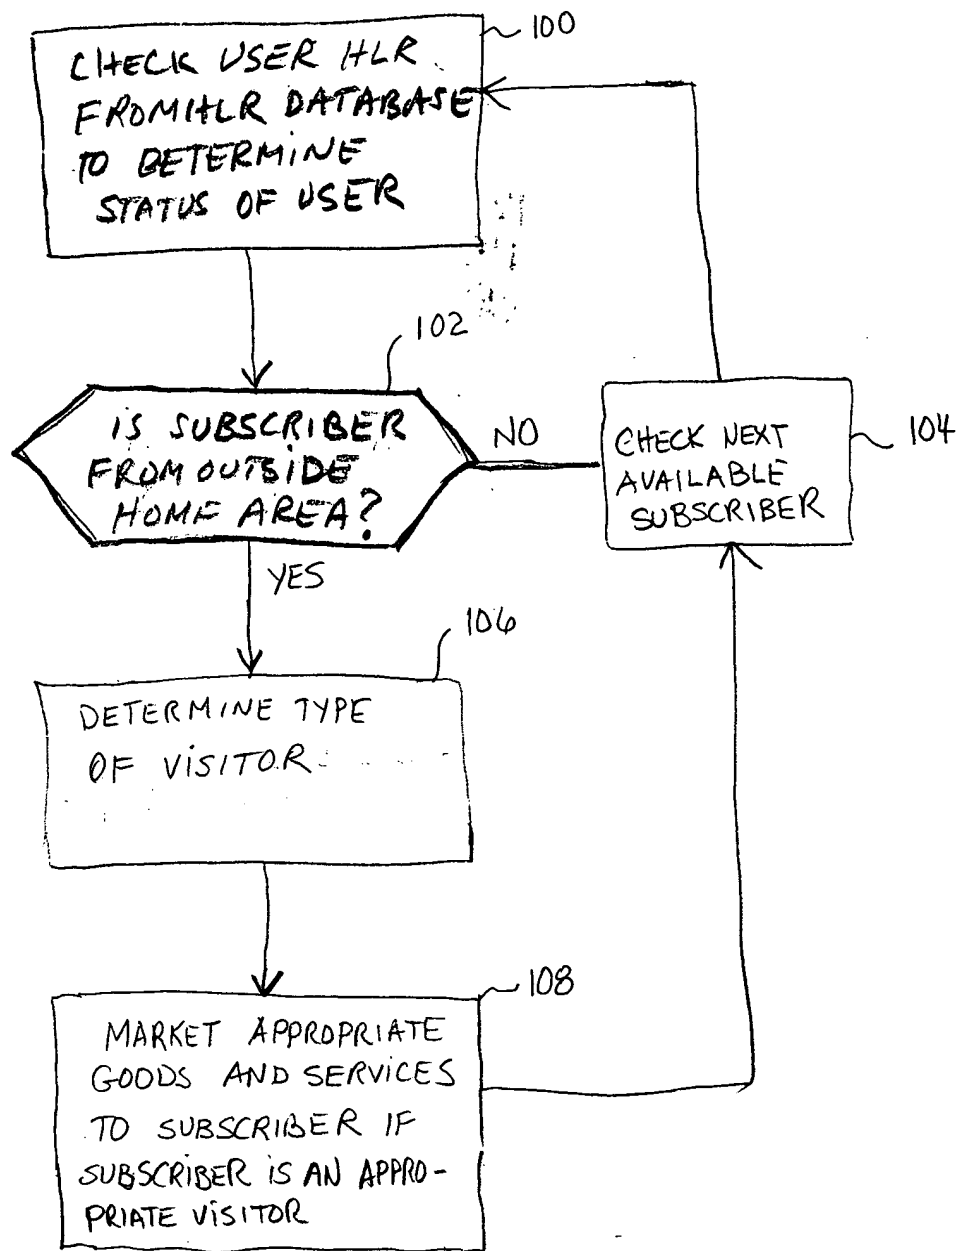 100
CHECK USER HLR
FROM HLR DATABASE
TO DETERMINE
STATUS OF USER
102
IS SUBSCRIBER
FROM OUTSIDE
HOME AREA?
NO
CHECK NEXT
AVAILABLE
SUBSCRIBER
104
YES
106
DETERMINE TYPE
OF VISITOR
108
MARKET APPROPRIATE
GOODS AND SERVICES
TO SUBSCRIBER IF
SUBSCRIBER IS AN APPRO-
PRIATE VISITOR